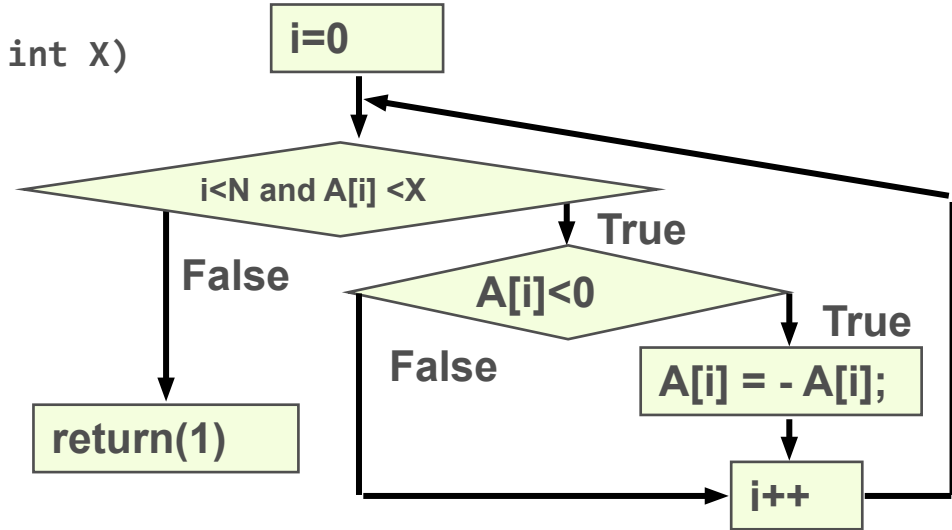 int X)
i=0
i<N and A[i] <X
True
False
A[i]<0
True
False
A[i] = - A[i];
return(1)
i++